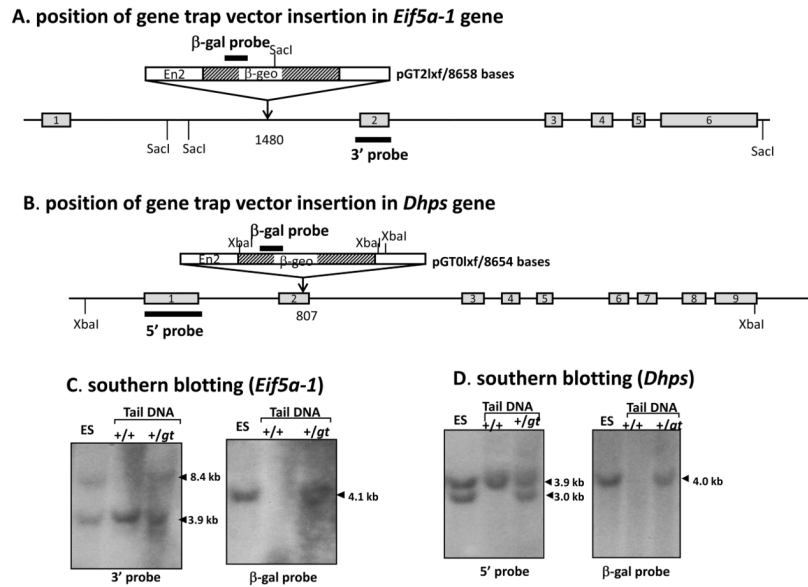 A. position of gene trap vector insertion in Eif5a-1 gene
β-gal probe
SacI
En2
β-geo
pGT2lxf/8658 bases
1
2
3
4
5
6
SacI
SacI
1480
3’ probe
SacI
B. position of gene trap vector insertion in Dhps gene
β-gal probe
XbaI
XbaI
XbaI
En2
β-geo
pGT0lxf/8654 bases
1
2
3
4
5
6
7
8
9
XbaI
5’ probe
807
XbaI
C. southern blotting (Eif5a-1)
Tail DNA
ES
+/+
+/gt
8.4 kb
3.9 kb
3’ probe
Tail DNA
ES
+/+
+/gt
4.1 kb
β-gal probe
D. southern blotting (Dhps)
Tail DNA
ES
+/+
+/gt
3.9 kb
3.0 kb
5’ probe
Tail DNA
ES
+/+
+/gt
4.0 kb
β-gal probe